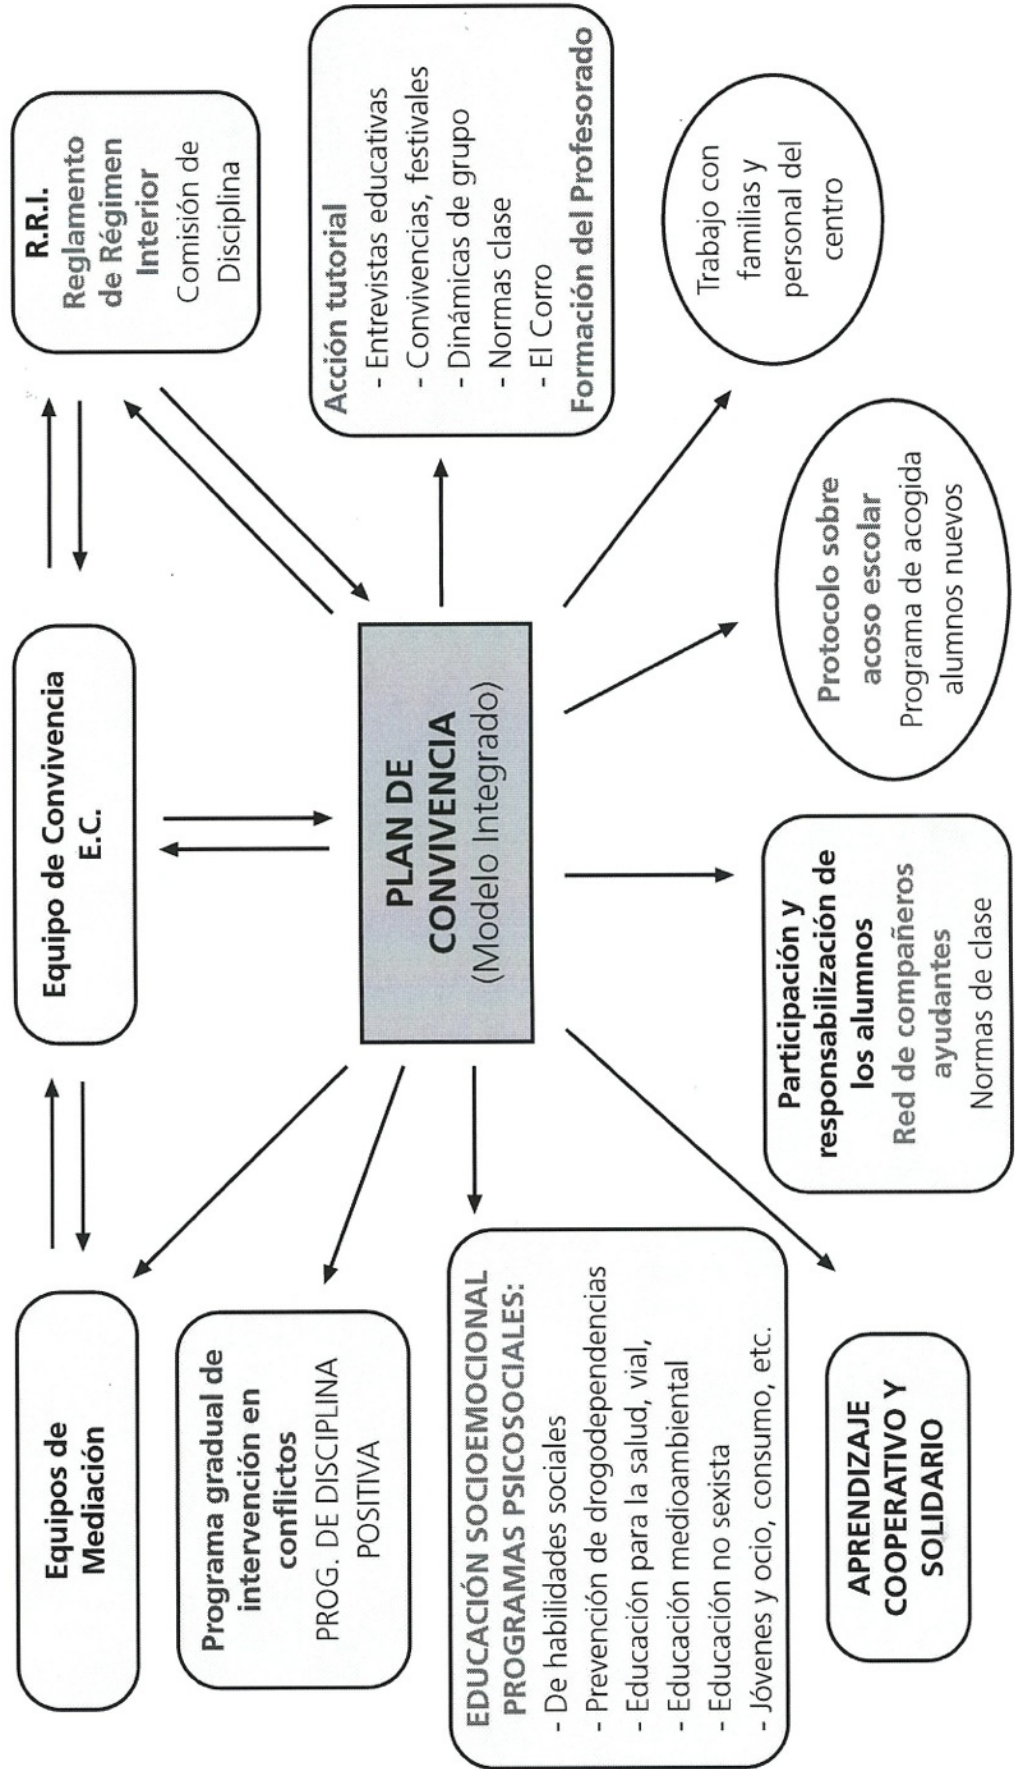 Equipos de
Mediación
Equipo de Convivencia
E.C.
R.R.I.
Reglamento
de Régimen
Interior
Comisión de
Disciplina
Programa gradual de
intervención en
conflictos
PROG. DE DISCIPLINA
POSITIVA
PLAN DE
CONVIVENCIA
(Modelo Integrado)
Acción tutorial
- Entrevistas educativas
- Convivencias, festivales
- Dinámicas de grupo
- Normas clase
- El Corro
Formación del Profesorado
EDUCACIÓN SOCIOEMOCIONAL
PROGRAMAS PSICOSOCIALES:
- De habilidades sociales
- Prevención de drogodependencias
- Educación para la salud, vial,
- Educación medioambiental
- Educación no sexista
- Jóvenes y ocio, consumo, etc.
APRENDIZAJE
COOPERATIVO Y
SOLIDARIO
Participación y
responsabilización de
los alumnos
Red de compañeros
ayudantes
Normas de clase
Protocolo sobre
acoso escolar
Programa de acogida
alumnos nuevos
Trabajo con
familias y
personal del
centro